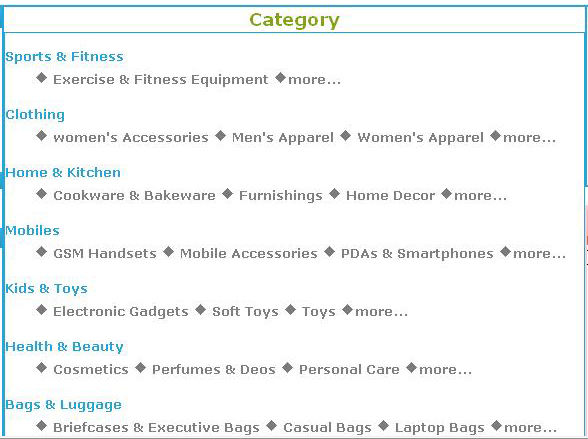 Category
Sports & Fitness
◆ Exercise & Fitness Equipment ◆more...
Clothing
◆ women's Accessories ◆ Men's Apparel ◆ Women's Apparel ◆more...
Home & Kitchen
◆ Cookware & Bakeware ◆ Furnishings ◆ Home Decor ◆more...
Mobiles
◆ GSM Handsets ◆ Mobile Accessories ◆ PDAs & Smartphones ◆more...
Kids & Toys
◆ Electronic Gadgets ◆ Soft Toys ◆ Toys ◆more...
Health & Beauty
◆ Cosmetics ◆ Perfumes & Deos ◆ Personal Care ◆more...
Bags & Luggage
◆ Briefcases & Executive Bags ◆ Casual Bags ◆ Laptop Bags ◆more...